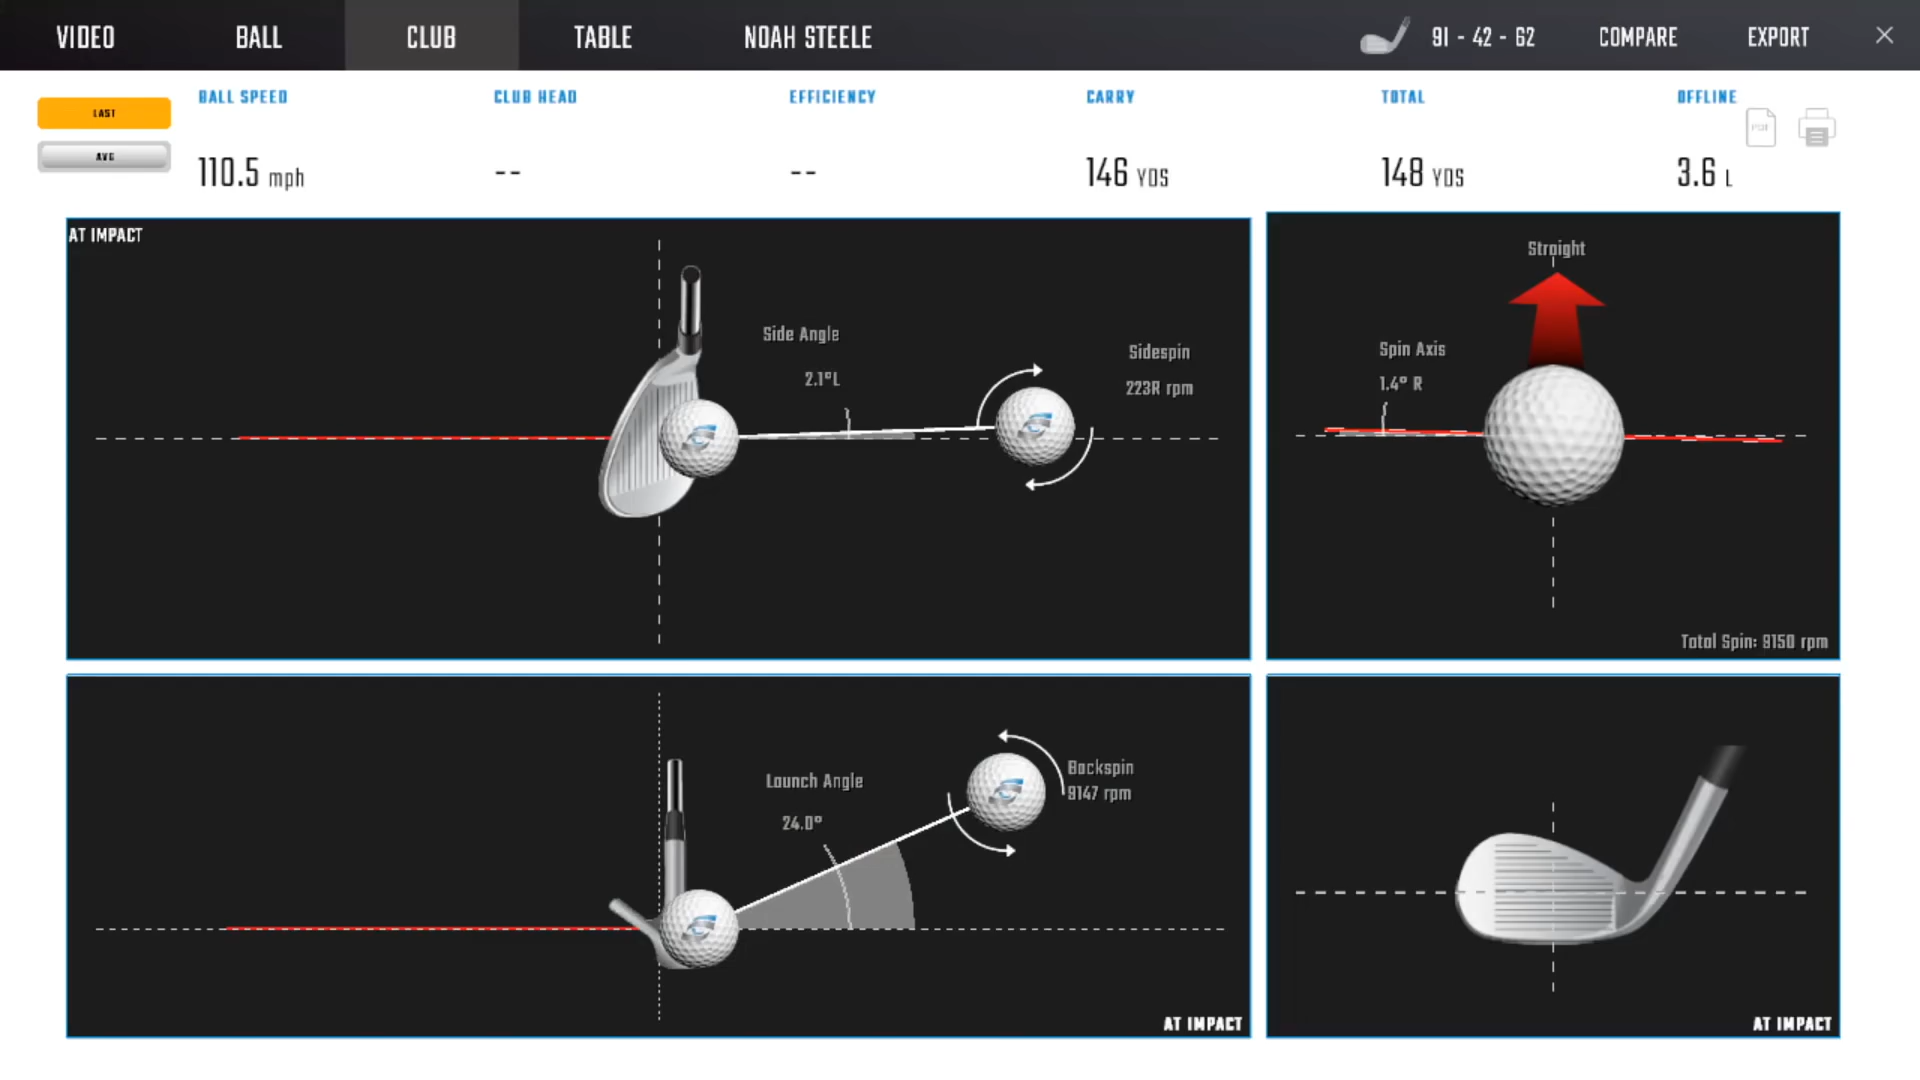 VIDEO BALL CLUB TABLE NOAH STEELE 9I - 42 - 62 COMPARE EXPORT
LAST
AVG
BALL SPEED CLUB HEAD EFFICIENCY CARRY TOTAL OFFLINE
PDF
110.5 mph -- -- 146 YDS 148 YDS 3.6 L
AT IMPACT
Side Angle
2.1° L
Sidespin
223R rpm
Straight
Spin Axis
1.4° R
Total Spin: 9150 rpm
Launch Angle
24.0°
Backspin
9147 rpm
AT IMPACT
AT IMPACT